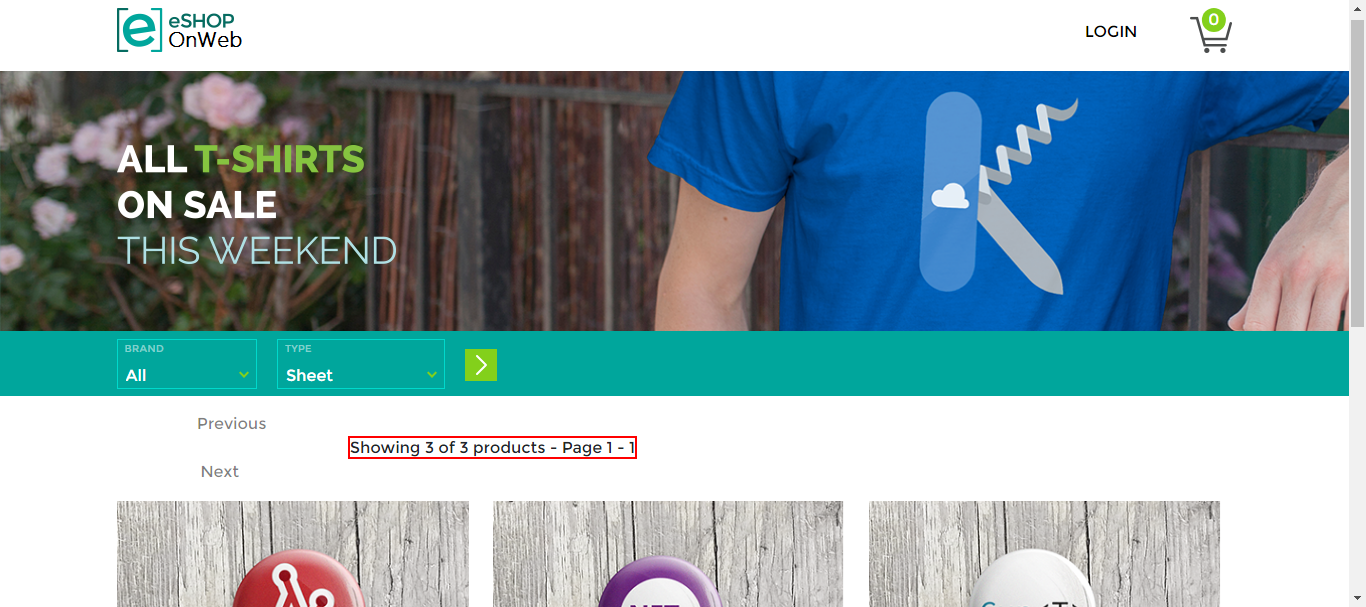 eSHOP
OnWeb
LOGIN
0
ALL T-SHIRTS
ON SALE
THIS WEEKEND
BRAND
All
TYPE
Sheet
Previous
Showing 3 of 3 products - Page 1 - 1
Next